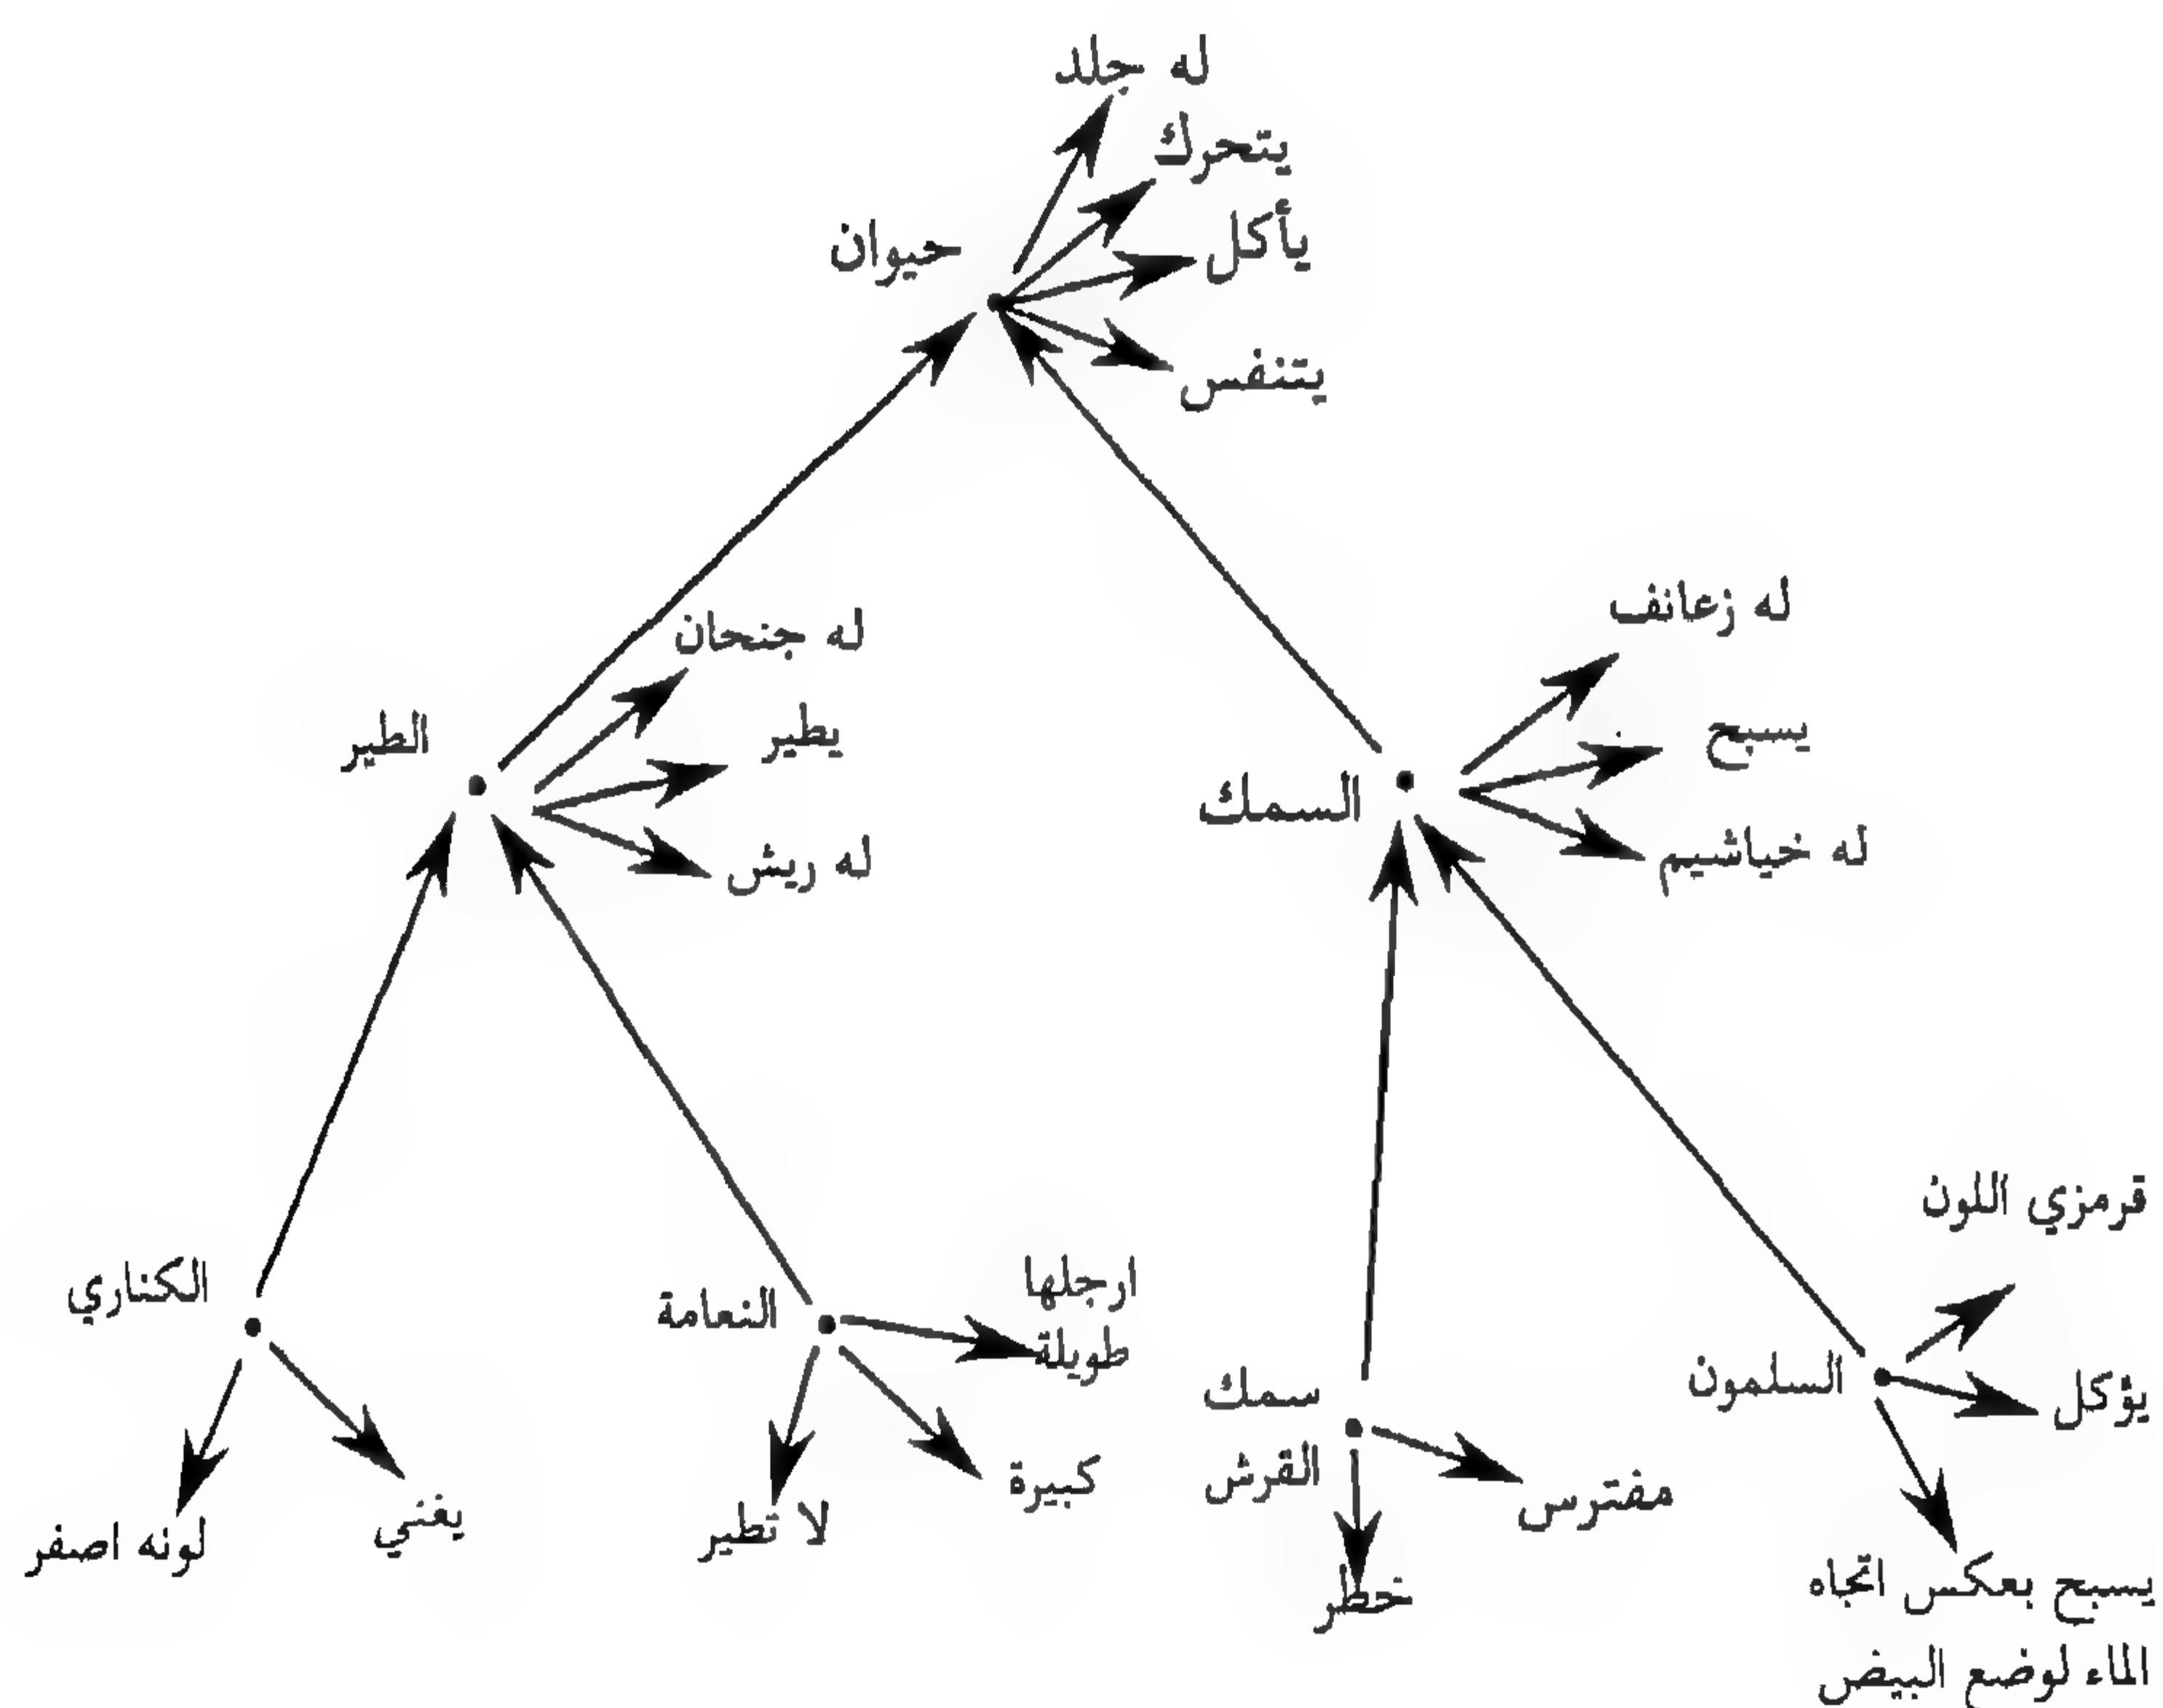 له جلد
يتحرك
حيوان
يأكل
يتنفس
له جنحان
الطير
يطير
له ريش
له زعانف
يسبح
السمك
له خياشيم
الكناري
لونه اصفر
يغني
النعامة
ارجلها
طويلة
كبيرة
لا تطير
سمك
القرش
مفترس
خطر
قرمزي اللون
السلمون
يؤكل
يسبح بعكس اتجاه
الماء لوضع البيض